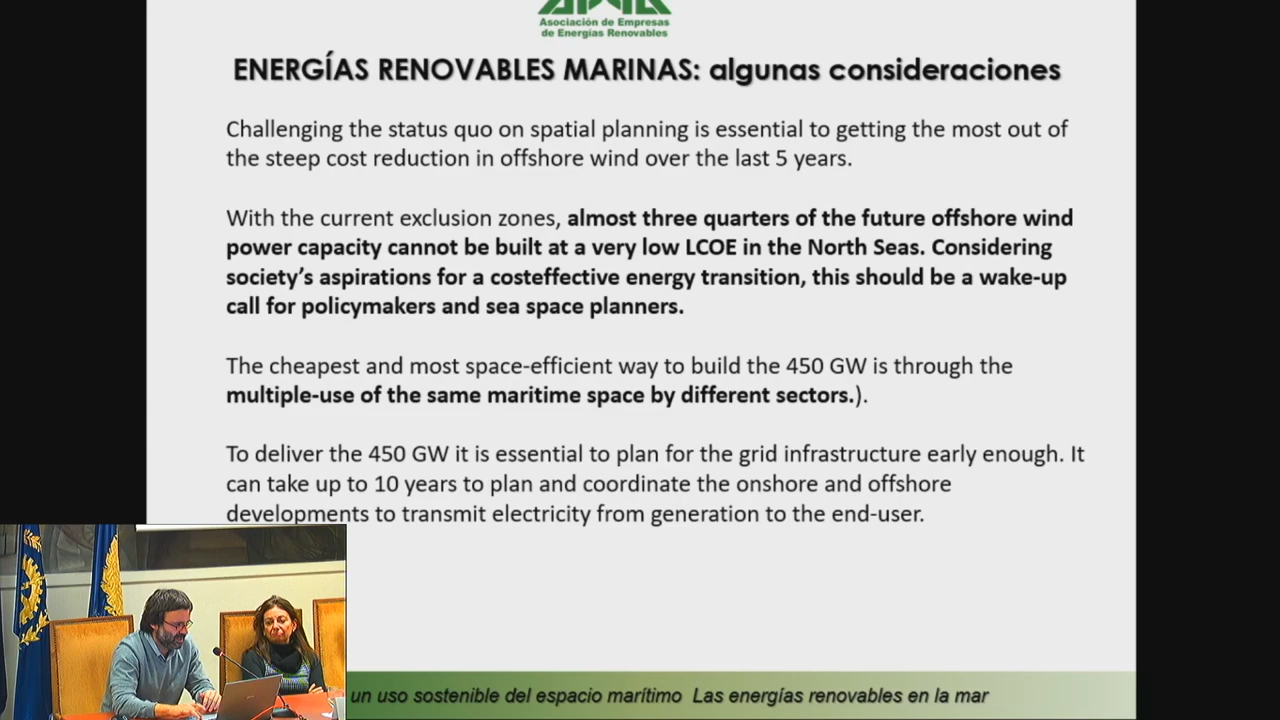 Asociación de Empresas
de Energías Renovables
ENERGÍAS RENOVABLES MARINAS: algunas consideraciones
Challenging the status quo on spatial planning is essential to getting the most out of
the steep cost reduction in offshore wind over the last 5 years.
With the current exclusion zones, almost three quarters of the future offshore wind
power capacity cannot be built at a very low LCOE in the North Seas. Considering
society's aspirations for a costeffective energy transition, this should be a wake-up
call for policymakers and sea space planners.
The cheapest and most space-efficient way to build the 450 GW is through the
multiple-use of the same maritime space by different sectors.).
To deliver the 450 GW it is essential to plan for the grid infrastructure early enough. It
can take up to 10 years to plan and coordinate the onshore and offshore
developments to transmit electricity from generation to the end-user.
un uso sostenible del espacio marítimo Las energías renovables en la mar